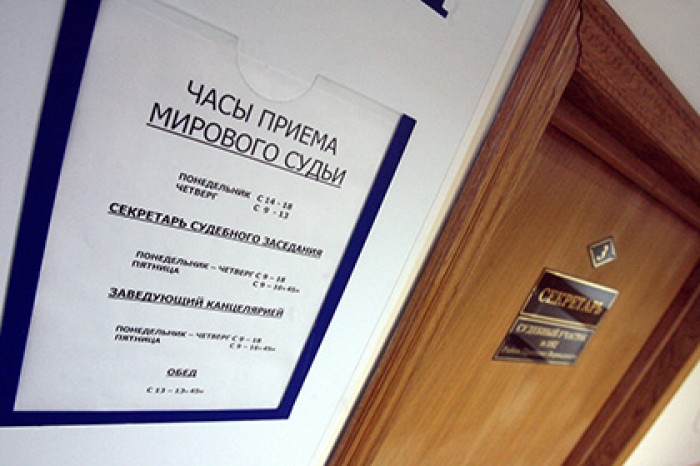 ЧАСЫ ПРИЕМА
МИРОВОГО СУДЬИ
ПОНЕДЕЛЬНИК С 14 - 18
ЧЕТВЕРГ С 9 - 13
СЕКРЕТАРЬ СУДЕБНОГО ЗАСЕДАНИЯ
ПОНЕДЕЛЬНИК – ЧЕТВЕРГ С 9 – 18
ПЯТНИЦА С 9 – 16«45»
ЗАВЕДУЮЩИЙ КАНЦЕЛЯРИЕЙ
ПОНЕДЕЛЬНИК – ЧЕТВЕРГ С 9 – 18
ПЯТНИЦА С 9 – 16«45»
ОБЕД
С 13 – 13«45»
СЕКРЕТАРЬ
СУДЕБНЫЙ УЧАСТОК